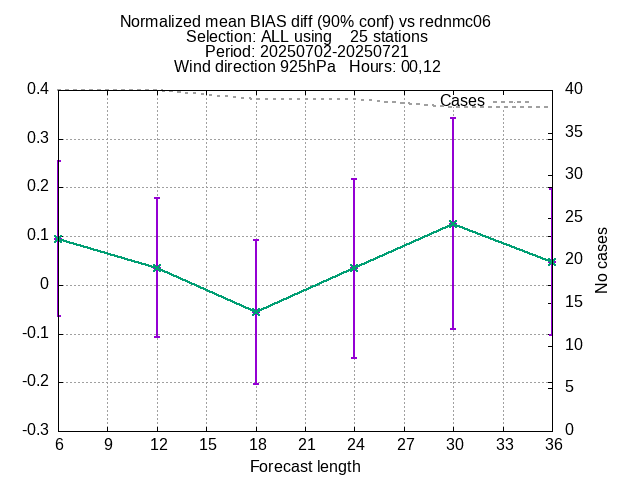 Normalized mean BIAS diff (90% conf) vs rednmc06
Selection: ALL using    25 stations
Period: 20250702-20250721
Wind direction 925hPa   Hours: 00,12
Cases
0.4
0.3
0.2
0.1
0
-0.1
-0.2
-0.3
40
35
30
25
20
15
10
5
0
No cases
6 9 12 15 18 21 24 27 30 33 36
Forecast length